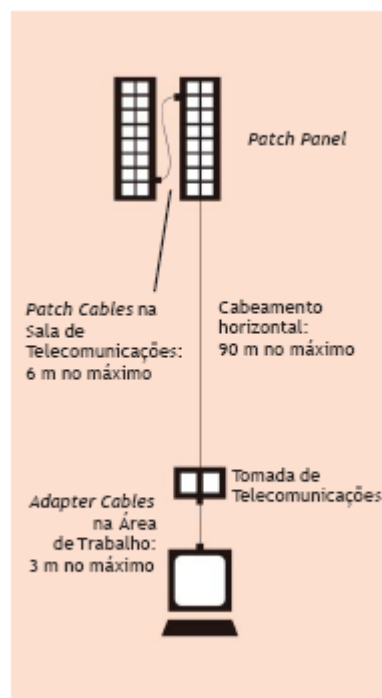 Patch Panel
Patch Cables na
Sala de
Telecomunicações:
6 m no máximo
Cabeamento
horizontal:
90 m no máximo
Tomada de
Telecomunicações
Adapter Cables
na Área
de Trabalho:
3 m no máximo